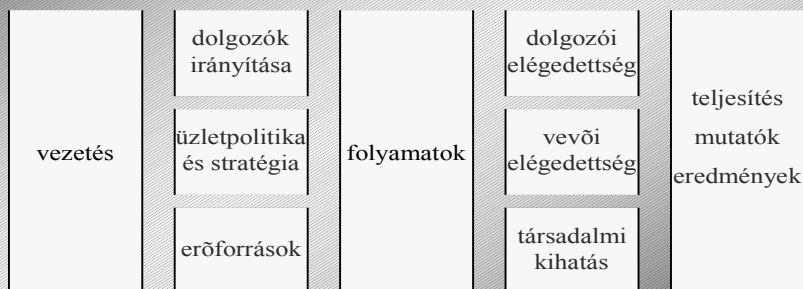 vezetés
dolgozók
irányítása
üzletpolitika
és stratégia
erõforrások
folyamatok
dolgozói
elégedettség
vevõi
elégedettség
társadalmi
kihatás
teljesítés
mutatók
eredmények